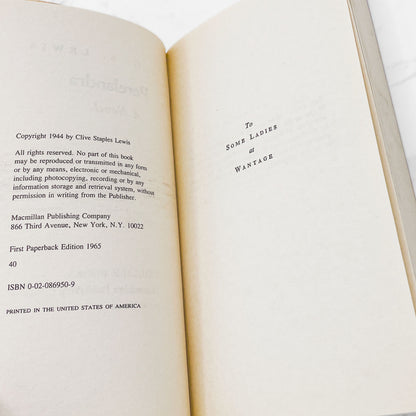 Copyright 1944 by Clive Staples Lewis
All rights reserved. No part of this book
may be reproduced or transmitted in any form
or by any means, electronic or mechanical,
including photocopying, recording or by any
information storage and retrieval system, without
permission in writing from the Publisher.
Macmillan Publishing Company
866 Third Avenue, New York, N.Y. 10022
First Paperback Edition 1965
40
ISBN 0-02-086950-9
PRINTED IN THE UNITED STATES OF AMERICA
To
SOME LADIES
at
WANTAGE